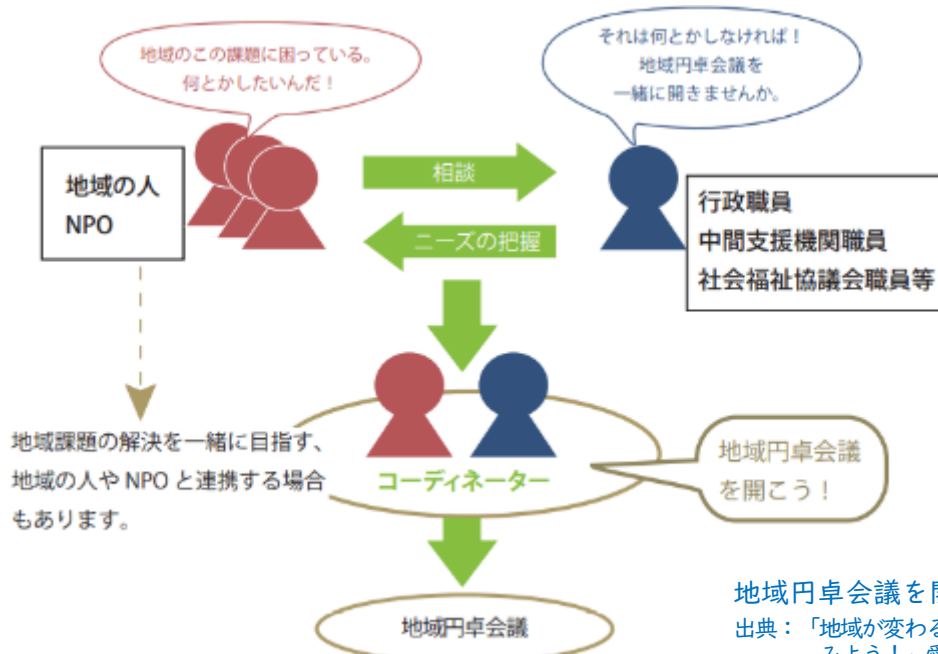 地域のこの課題に困っている。
何とかしたいんだ！
それは何とかしなければ！
地域円卓会議を
一緒に開きませんか。
地域の人
NPO
相談
ニーズの把握
行政職員
中間支援機関職員
社会福祉協議会職員等
地域課題の解決を一緒に目指す、
地域の人や NPO と連携する場合
もあります。
コーディネーター
地域円卓会議
を開こう！
地域円卓会議
地域円卓会議を
出典：「地域が変わる
みよう！